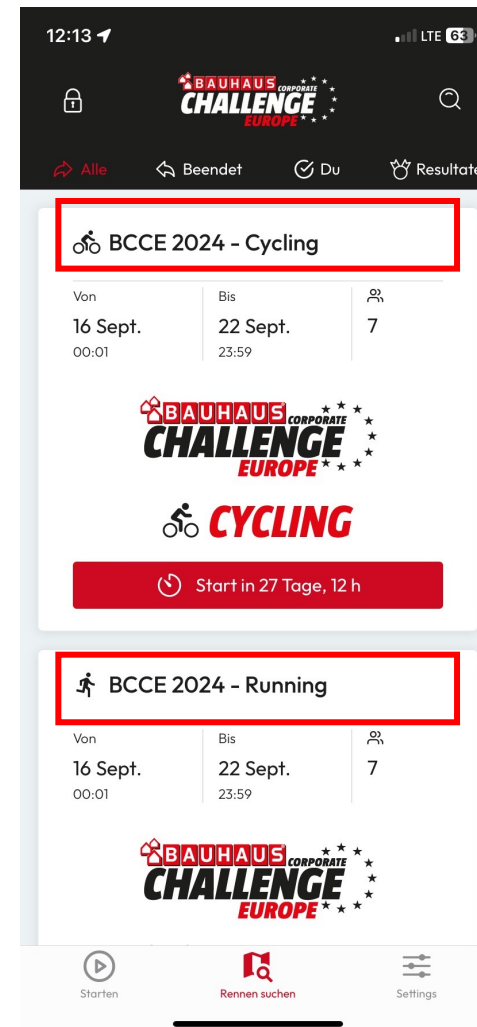 12:13
LTE 63
BAUHAUS
CORPORATE
CHALLENGE
EUROPE
Alle
Beendet
Du
Resultate
BCCE 2024 - Cycling
Von
Bis
16 Sept.
22 Sept.
7
00:01
23:59
BAUHAUS
CORPORATE
CHALLENGE
EUROPE
CYCLING
Start in 27 Tage, 12 h
BCCE 2024 - Running
Von
Bis
16 Sept.
22 Sept.
7
00:01
23:59
BAUHAUS
CORPORATE
CHALLENGE
EUROPE
Starten
Rennen suchen
Settings